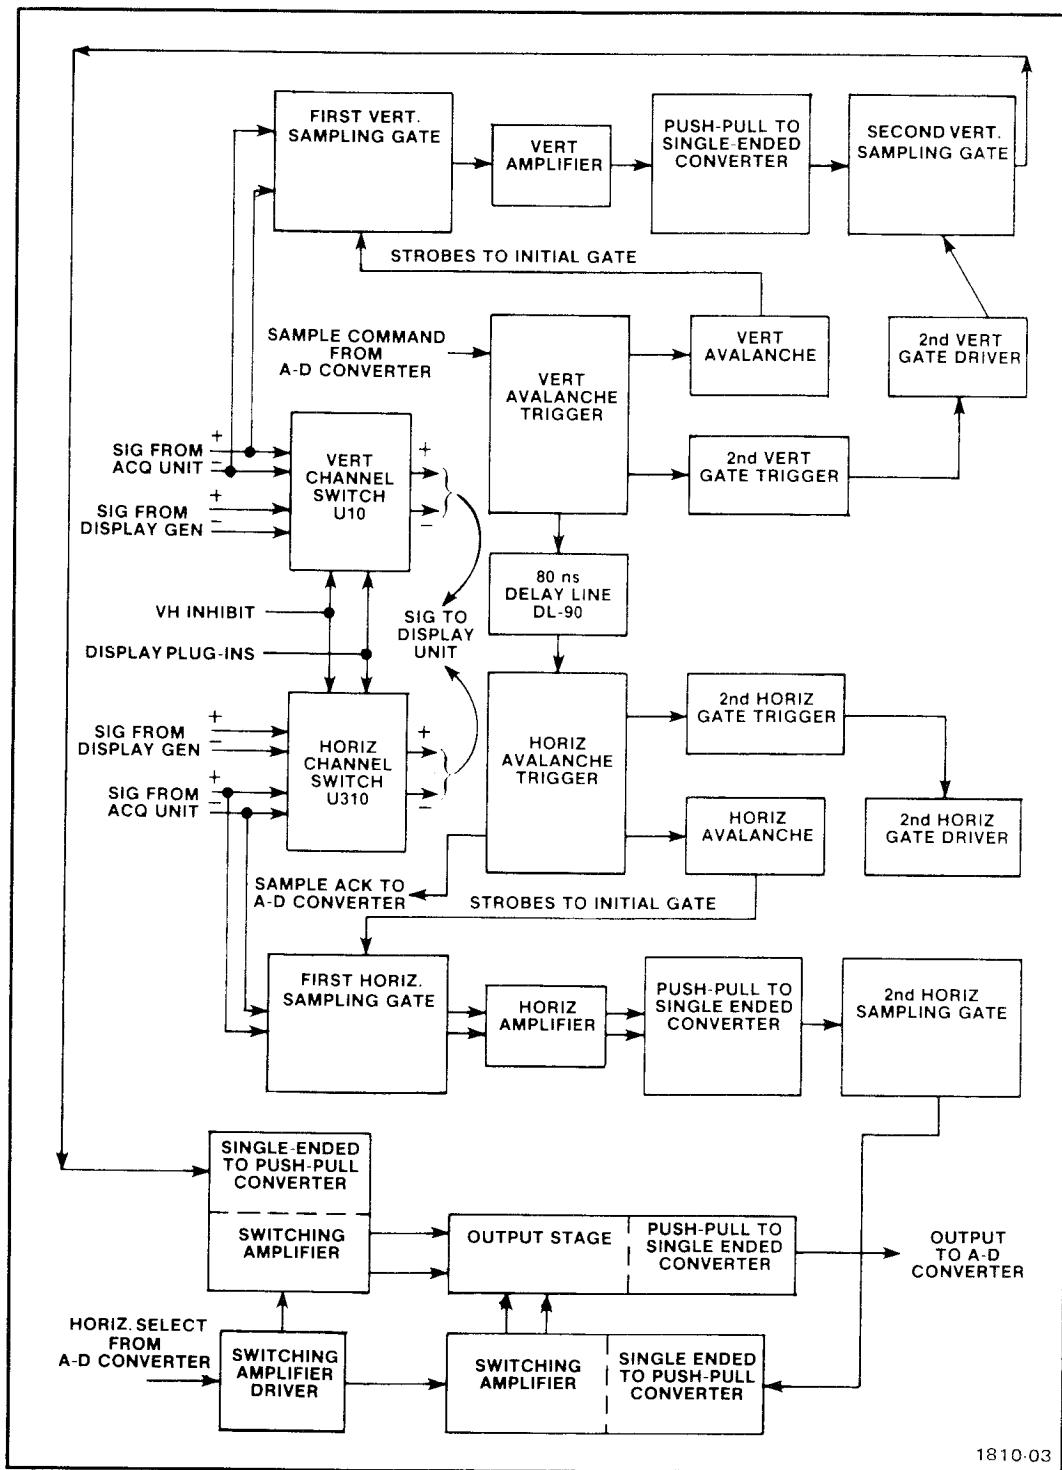 FIRST VERT.
SAMPLING GATE
VERT
AMPLIFIER
PUSH-PULL TO
SINGLE-ENDED
CONVERTER
SECOND VERT.
SAMPLING GATE
STROBES TO INITIAL GATE
SAMPLE COMMAND
FROM
A-D CONVERTER
VERT
AVALANCHE
TRIGGER
VERT
AVALANCHE
2nd VERT
GATE DRIVER
2nd VERT
GATE TRIGGER
+
SIG FROM
−
ACQ UNIT
+
SIG FROM
−
DISPLAY GEN
VERT
CHANNEL
SWITCH
U10
+
−
80 ns
DELAY LINE
DL-90
VH INHIBIT
SIG TO
DISPLAY
UNIT
DISPLAY PLUG-INS
+
SIG FROM
−
DISPLAY GEN
+
SIG FROM
−
ACQ UNIT
HORIZ
CHANNEL
SWITCH
U310
+
−
HORIZ
AVALANCHE
TRIGGER
2nd HORIZ
GATE TRIGGER
HORIZ
AVALANCHE
2nd HORIZ
GATE DRIVER
SAMPLE ACK TO
A-D CONVERTER
STROBES TO INITIAL GATE
FIRST HORIZ.
SAMPLING GATE
HORIZ
AMPLIFIER
PUSH-PULL TO
SINGLE ENDED
CONVERTER
2nd HORIZ
SAMPLING GATE
SINGLE-ENDED
TO PUSH-PULL
CONVERTER
SWITCHING
AMPLIFIER
OUTPUT STAGE
PUSH-PULL TO
SINGLE ENDED
CONVERTER
OUTPUT
TO A-D
CONVERTER
HORIZ. SELECT
FROM
A-D CONVERTER
SWITCHING
AMPLIFIER
DRIVER
SWITCHING
AMPLIFIER
SINGLE ENDED
TO PUSH-PULL
CONVERTER
1810-03